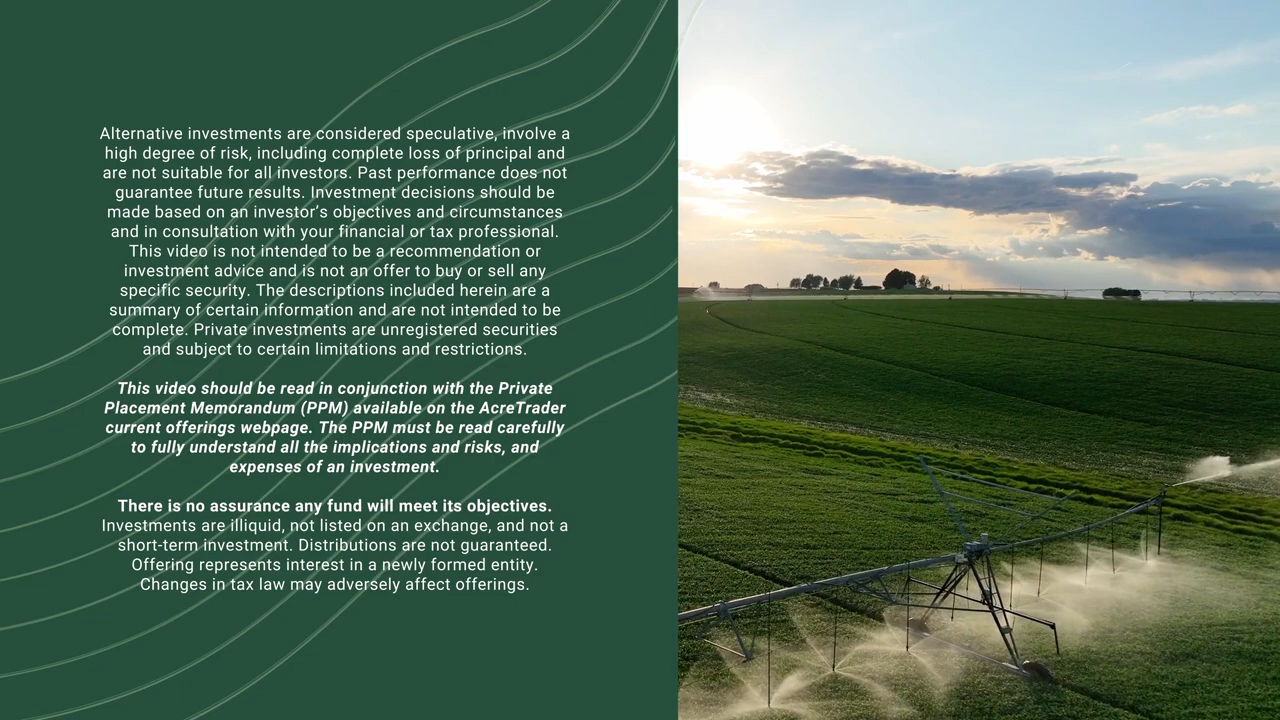 Alternative investments are considered speculative, involve a
high degree of risk, including complete loss of principal and
are not suitable for all investors. Past performance does not
guarantee future results. Investment decisions should be
made based on an investor’s objectives and circumstances
and in consultation with your financial or tax professional.
This video is not intended to be a recommendation or
investment advice and is not an offer to buy or sell any
specific security. The descriptions included herein are a
summary of certain information and are not intended to be
complete. Private investments are unregistered securities
and subject to certain limitations and restrictions.
This video should be read in conjunction with the Private
Placement Memorandum (PPM) available on the AcreTrader
current offerings webpage. The PPM must be read carefully
to fully understand all the implications and risks, and
expenses of an investment.
There is no assurance any fund will meet its objectives.
Investments are illiquid, not listed on an exchange, and not a
short-term investment. Distributions are not guaranteed.
Offering represents interest in a newly formed entity.
Changes in tax law may adversely affect offerings.